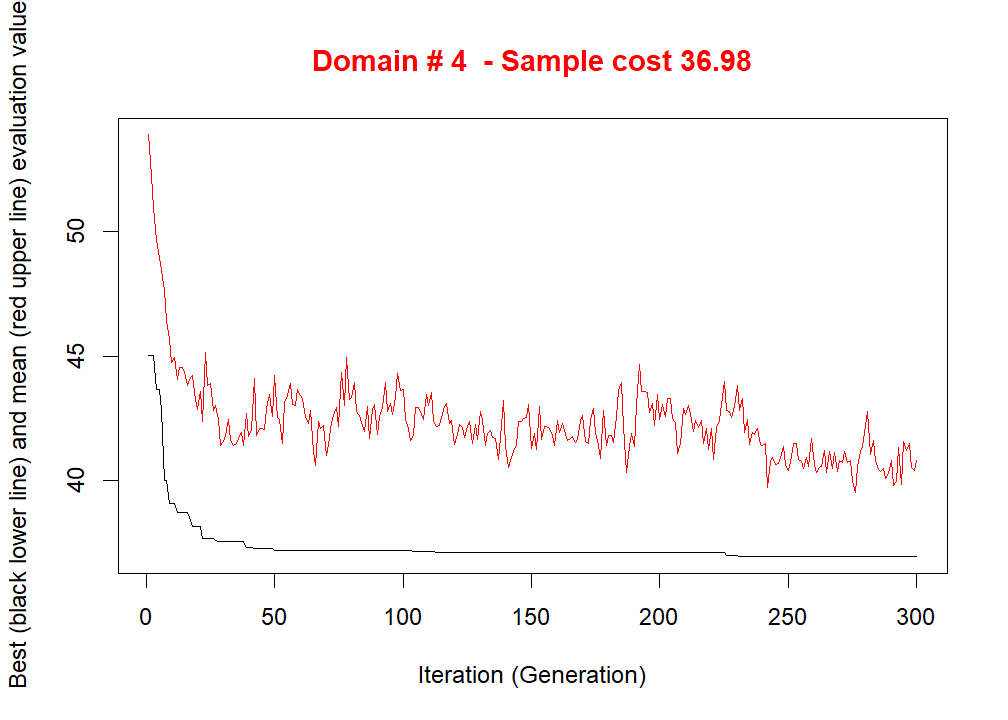 Domain # 4  - Sample cost 36.98
Best (black lower line) and mean (red upper line) evaluation value
50
45
40
0 50 100 150 200 250 300
Iteration (Generation)